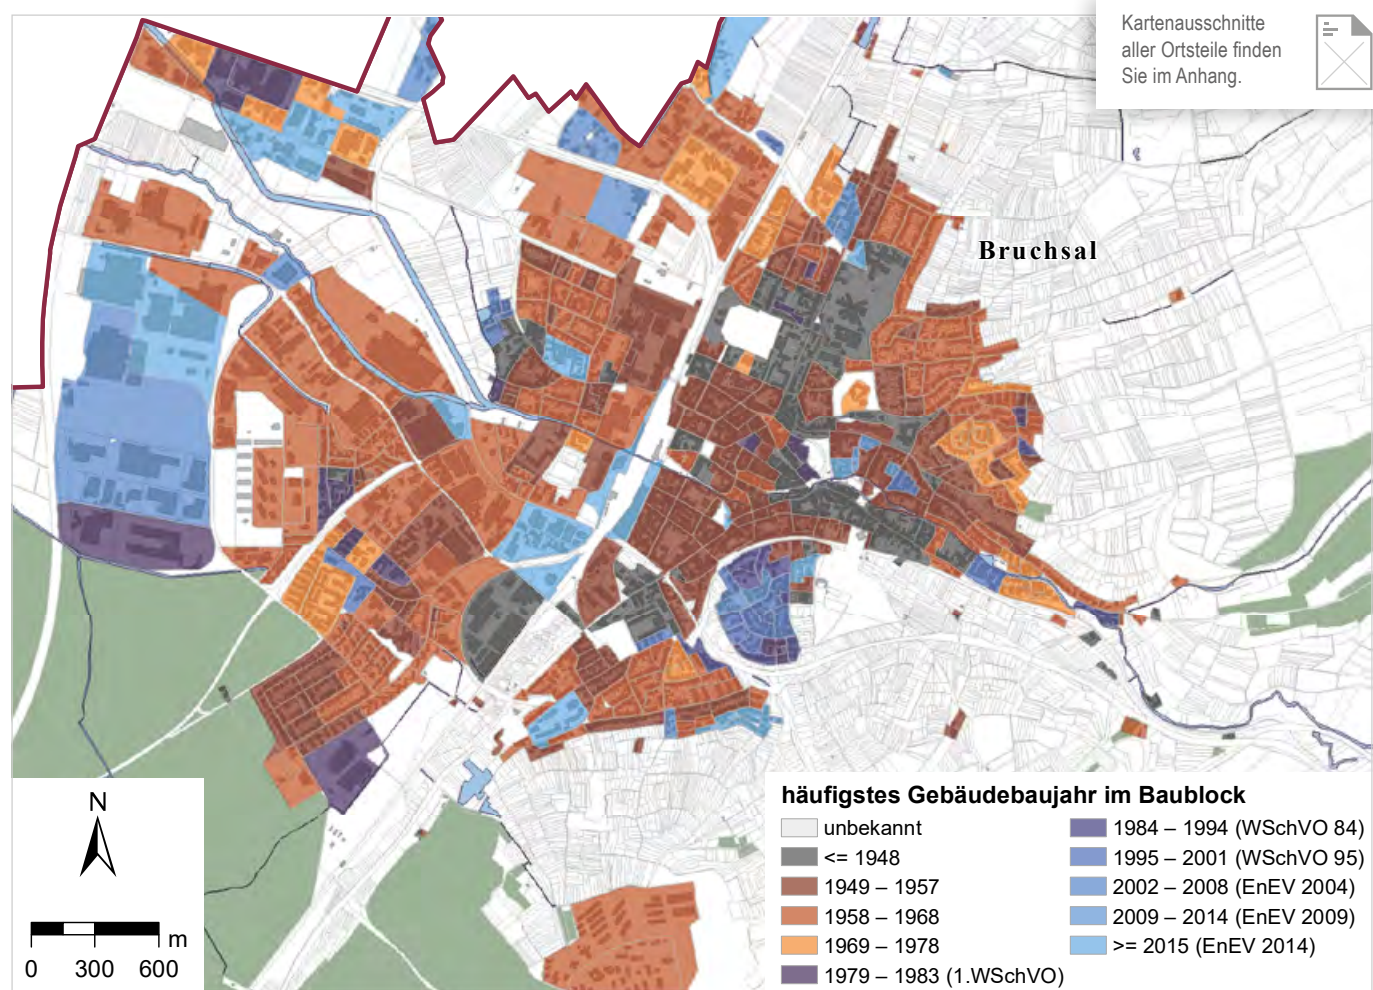 Kartenausschnitte
aller Ortsteile finden
Sie im Anhang.
Bruchsal
N
m
0 300 600
häufigstes Gebäudebaujahr im Baublock
unbekannt
<= 1948
1949 – 1957
1958 – 1968
1969 – 1978
1979 – 1983 (1.WSchVO)
1984 – 1994 (WSchVO 84)
1995 – 2001 (WSchVO 95)
2002 – 2008 (EnEV 2004)
2009 – 2014 (EnEV 2009)
>= 2015 (EnEV 2014)